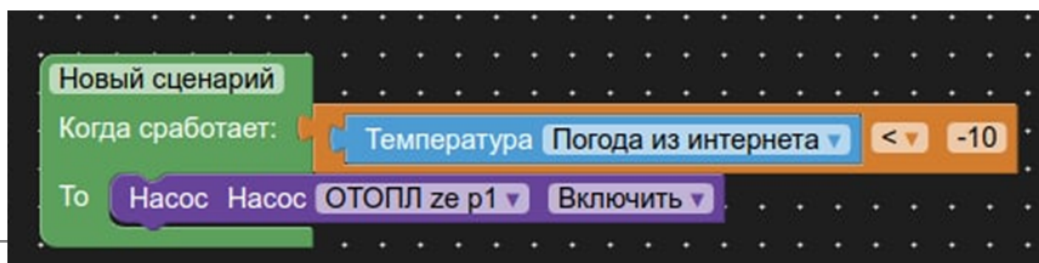 Новый сценарий
Когда сработает: Температура Погода из интернета < -10
То Насос Насос ОТОПЛ ze p1 Включить